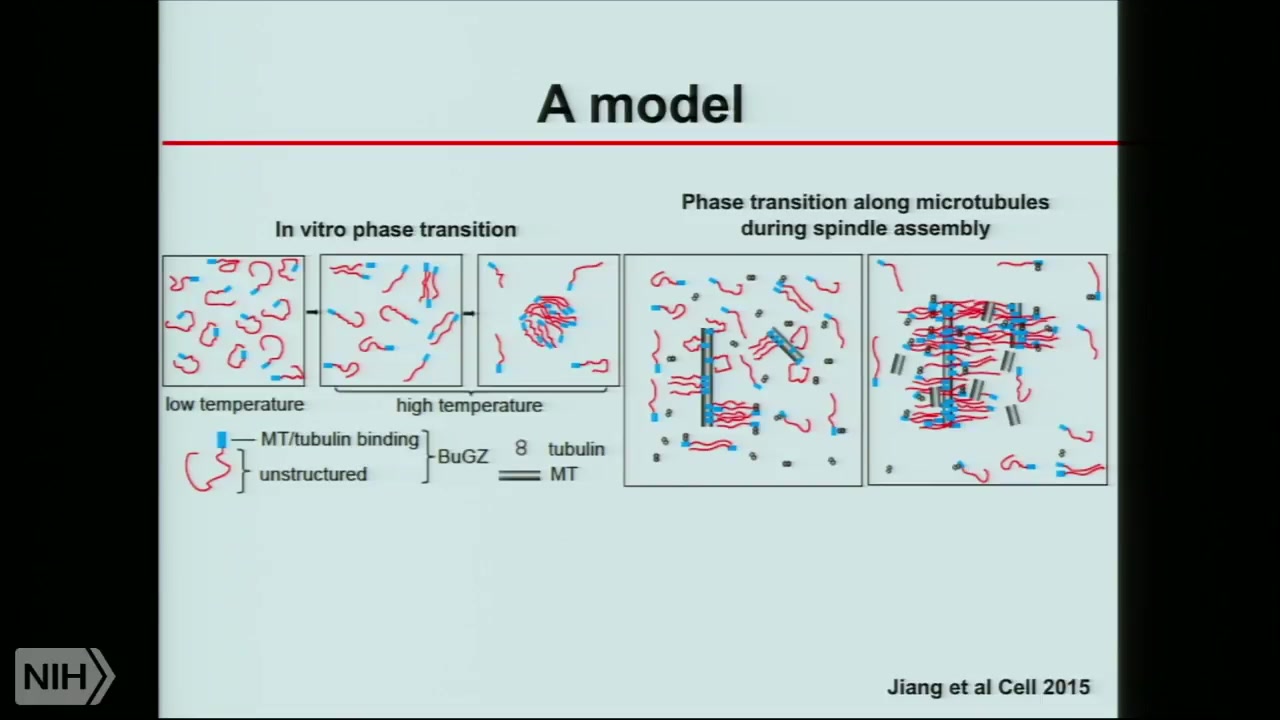 A model
In vitro phase transition
Phase transition along microtubules
during spindle assembly
low temperature
high temperature
MT/tubulin binding
unstructured
BuGZ
8 tubulin
MT
Jiang et al Cell 2015
NIH